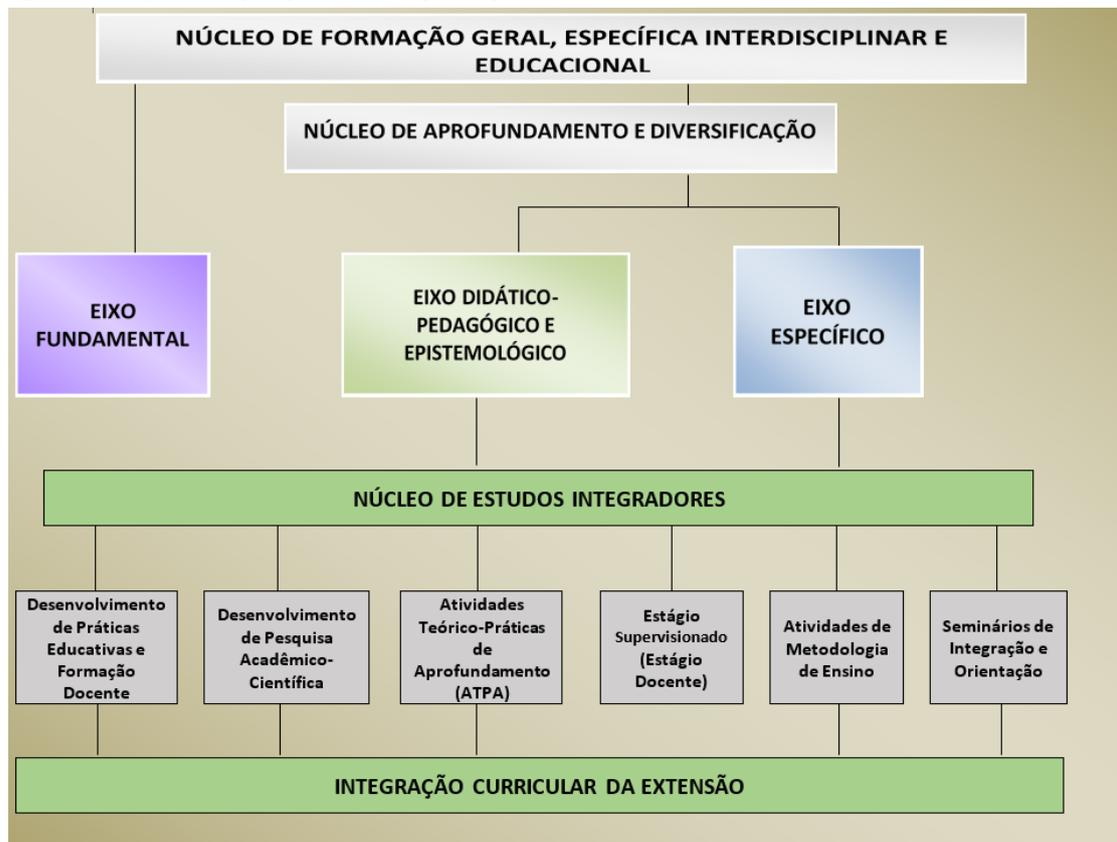 NÚCLEO DE FORMAÇÃO GERAL, ESPECÍFICA INTERDISCIPLINAR E
EDUCACIONAL
NÚCLEO DE APROFUNDAMENTO E DIVERSIFICAÇÃO
EIXO
FUNDAMENTAL
EIXO DIDÁTICO-
PEDAGÓGICO E
EPISTEMOLÓGICO
EIXO
ESPECÍFICO
NÚCLEO DE ESTUDOS INTEGRADORES
Desenvolvimento
de Práticas
Educativas e
Formação
Docente
Desenvolvimento
de Pesquisa
Acadêmico-
Científica
Atividades
Teórico-Práticas
de
Aprofundamento
(ATPA)
Estágio
Supervisionado
(Estágio
Docente)
Atividades de
Metodologia
de Ensino
Seminários de
Integração e
Orientação
INTEGRAÇÃO CURRICULAR DA EXTENSÃO